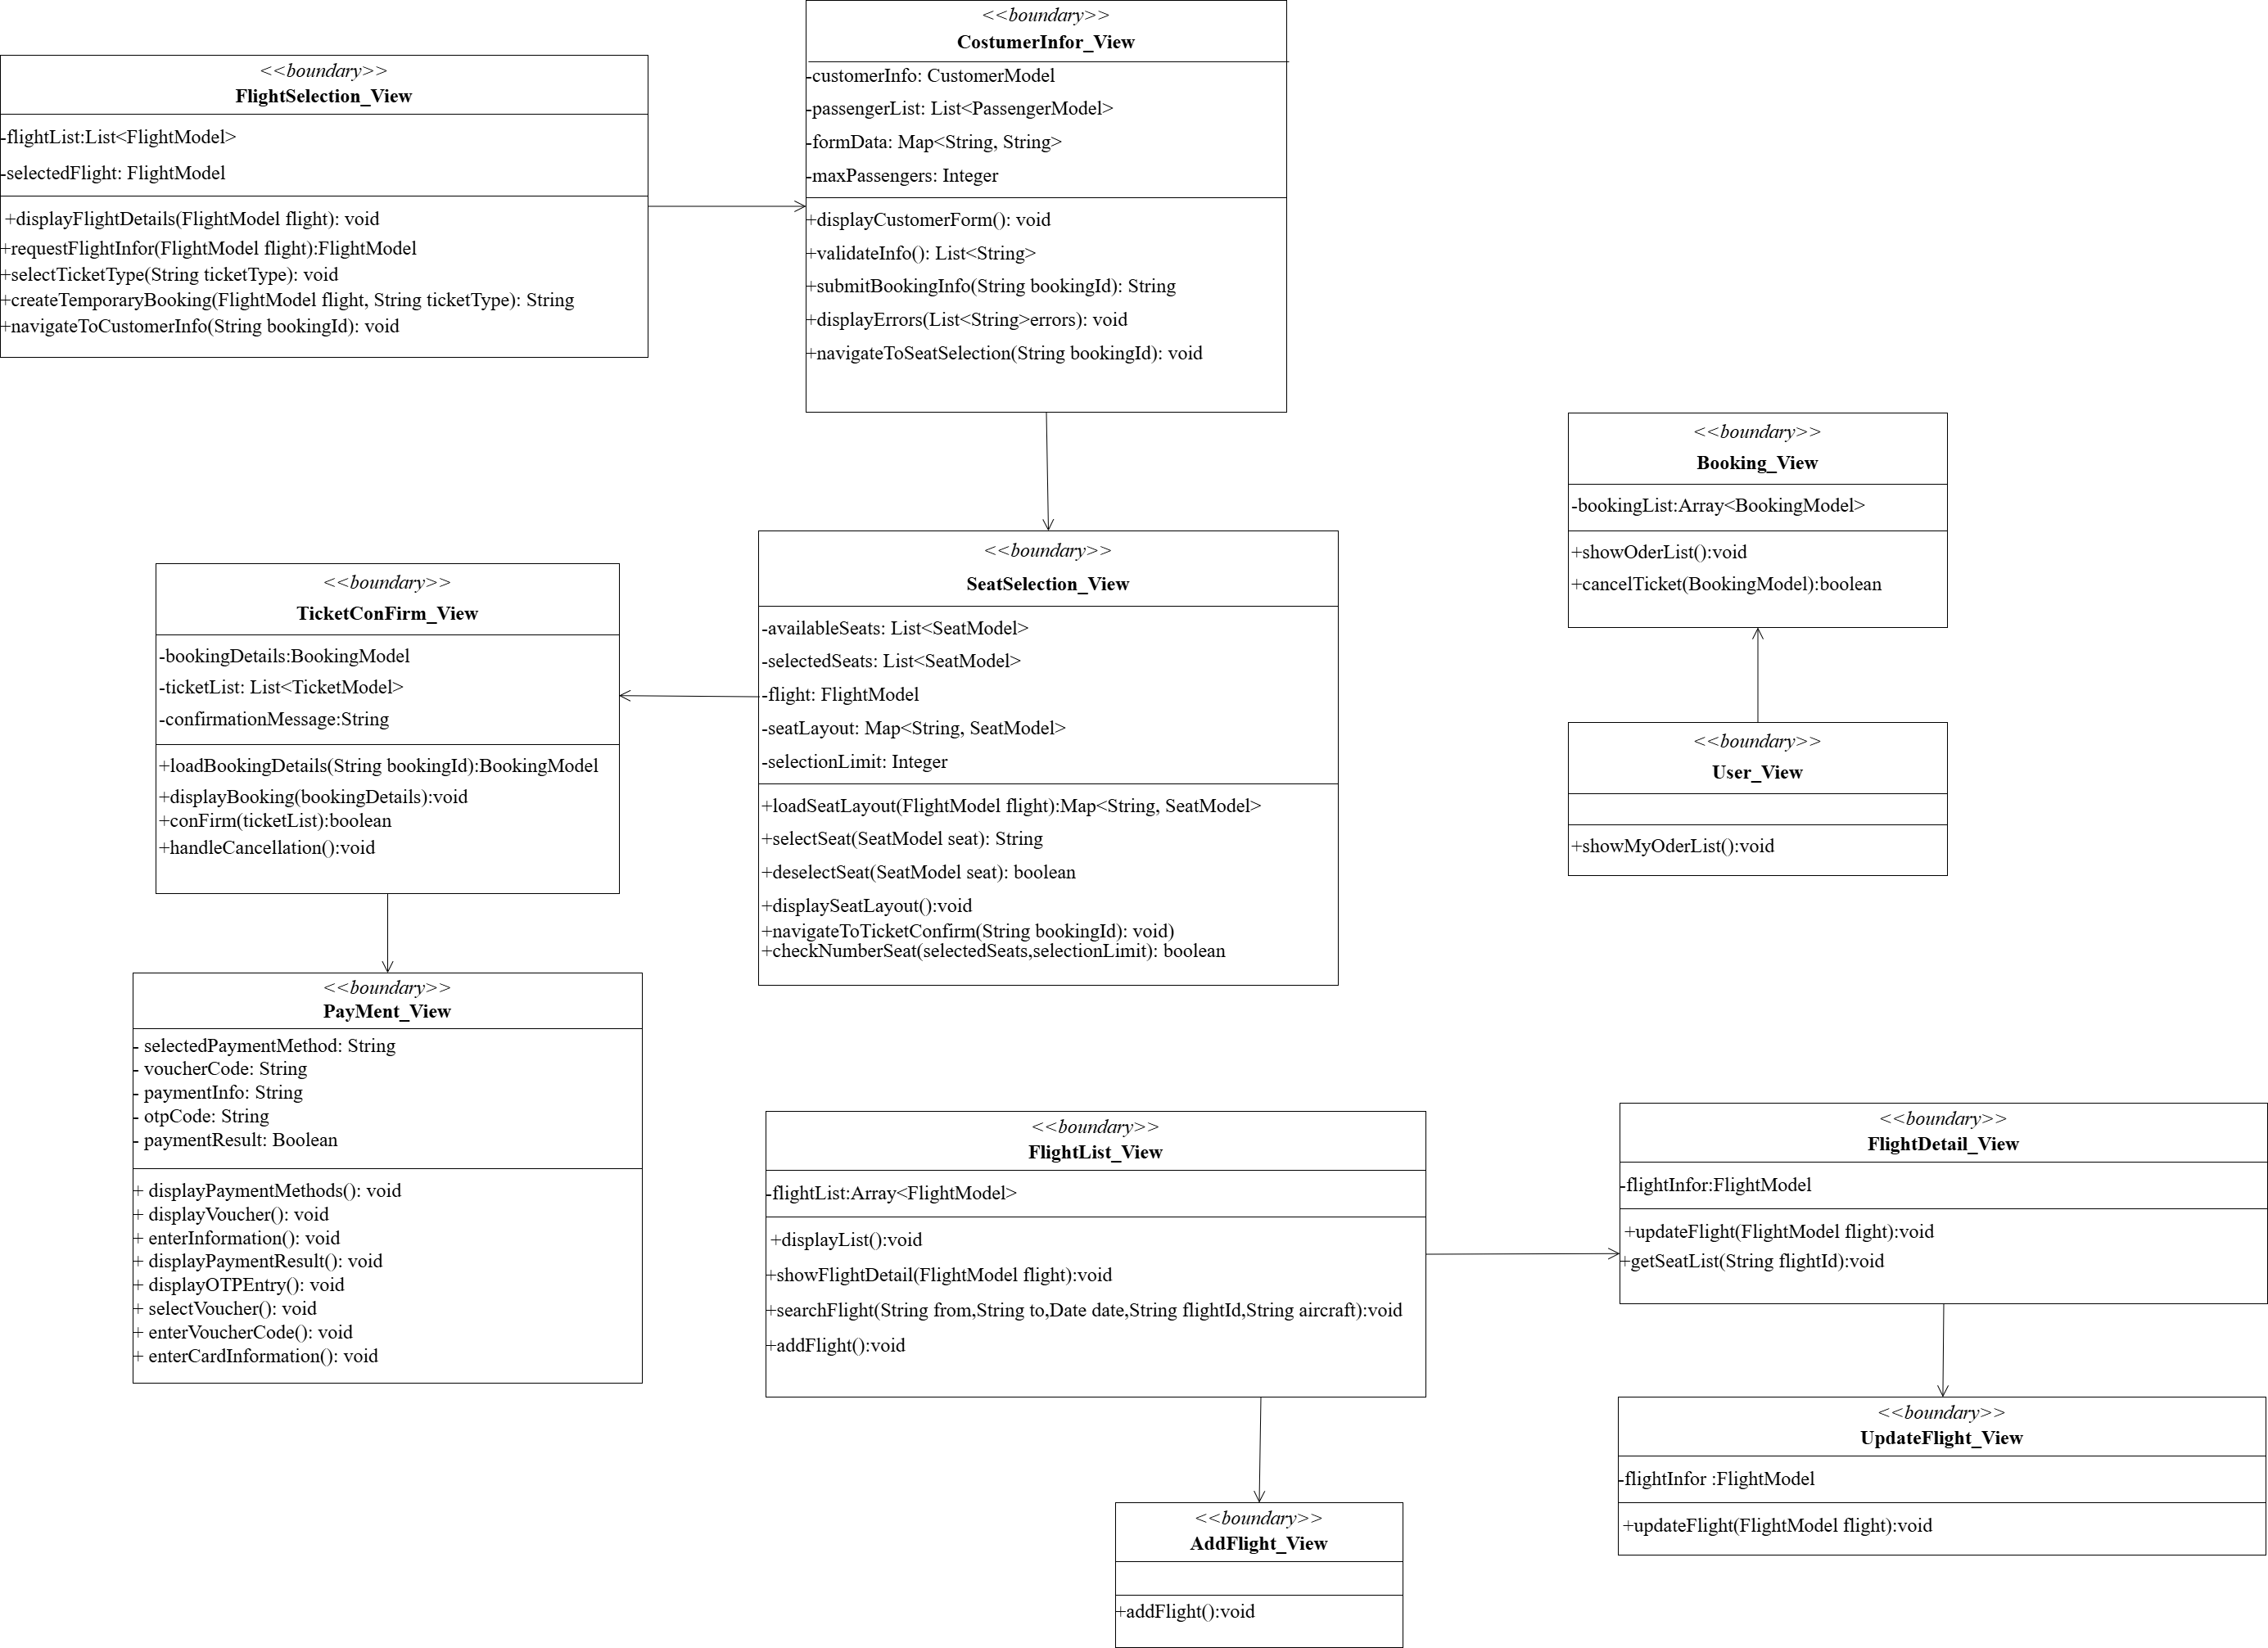 <<boundary>>
FlightSelection_View
-flightList:List<FlightModel>
-selectedFlight: FlightModel
+displayFlightDetails(FlightModel flight): void
+requestFlightInfor(FlightModel flight):FlightModel
+selectTicketType(String ticketType): void
+createTemporaryBooking(FlightModel flight, String ticketType): String
+navigateToCustomerInfo(String bookingId): void
<<boundary>>
CostumerInfor_View
-customerInfo: CustomerModel
-passengerList: List<PassengerModel>
-formData: Map<String, String>
-maxPassengers: Integer
+displayCustomerForm(): void
+validateInfo(): List<String>
+submitBookingInfo(String bookingId): String
+displayErrors(List<String>errors): void
+navigateToSeatSelection(String bookingId): void
<<boundary>>
Booking_View
-bookingList:Array<BookingModel>
+showOderList():void
+cancelTicket(BookingModel):boolean
<<boundary>>
User_View
+showMyOderList():void
<<boundary>>
SeatSelection_View
-availableSeats: List<SeatModel>
-selectedSeats: List<SeatModel>
-flight: FlightModel
-seatLayout: Map<String, SeatModel>
-selectionLimit: Integer
+loadSeatLayout(FlightModel flight):Map<String, SeatModel>
+selectSeat(SeatModel seat): String
+deselectSeat(SeatModel seat): boolean
+displaySeatLayout():void
+navigateToTicketConfirm(String bookingId): void)
+checkNumberSeat(selectedSeats,selectionLimit): boolean
<<boundary>>
TicketConFirm_View
-bookingDetails:BookingModel
-ticketList: List<TicketModel>
-confirmationMessage:String
+loadBookingDetails(String bookingId):BookingModel
+displayBooking(bookingDetails):void
+conFirm(ticketList):boolean
+handleCancellation():void
<<boundary>>
PayMent_View
- selectedPaymentMethod: String
- voucherCode: String
- paymentInfo: String
- otpCode: String
- paymentResult: Boolean
+ displayPaymentMethods(): void
+ displayVoucher(): void
+ enterInformation(): void
+ displayPaymentResult(): void
+ displayOTPEntry(): void
+ selectVoucher(): void
+ enterVoucherCode(): void
+ enterCardInformation(): void
<<boundary>>
FlightList_View
-flightList:Array<FlightModel>
+displayList():void
+showFlightDetail(FlightModel flight):void
+searchFlight(String from,String to,Date date,String flightId,String aircraft):void
+addFlight():void
<<boundary>>
FlightDetail_View
-flightInfor:FlightModel
+updateFlight(FlightModel flight):void
+getSeatList(String flightId):void
<<boundary>>
UpdateFlight_View
-flightInfor :FlightModel
+updateFlight(FlightModel flight):void
<<boundary>>
AddFlight_View
+addFlight():void